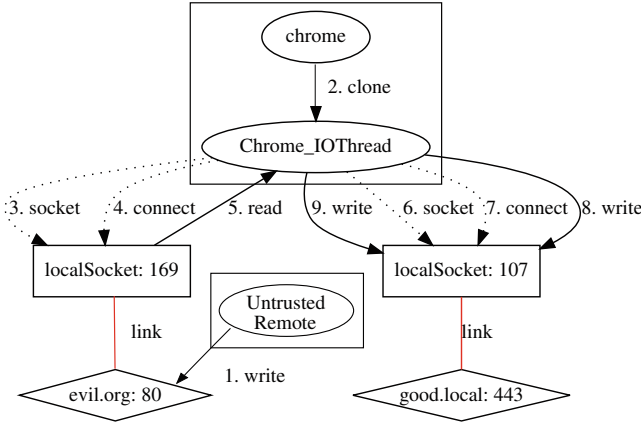 chrome
2. clone
Chrome_IOThread
3. socket
4. connect
5. read
9. write
6. socket
7. connect
8. write
localSocket: 169
localSocket: 107
Untrusted
Remote
link
link
1. write
evil.org: 80
good.local: 443